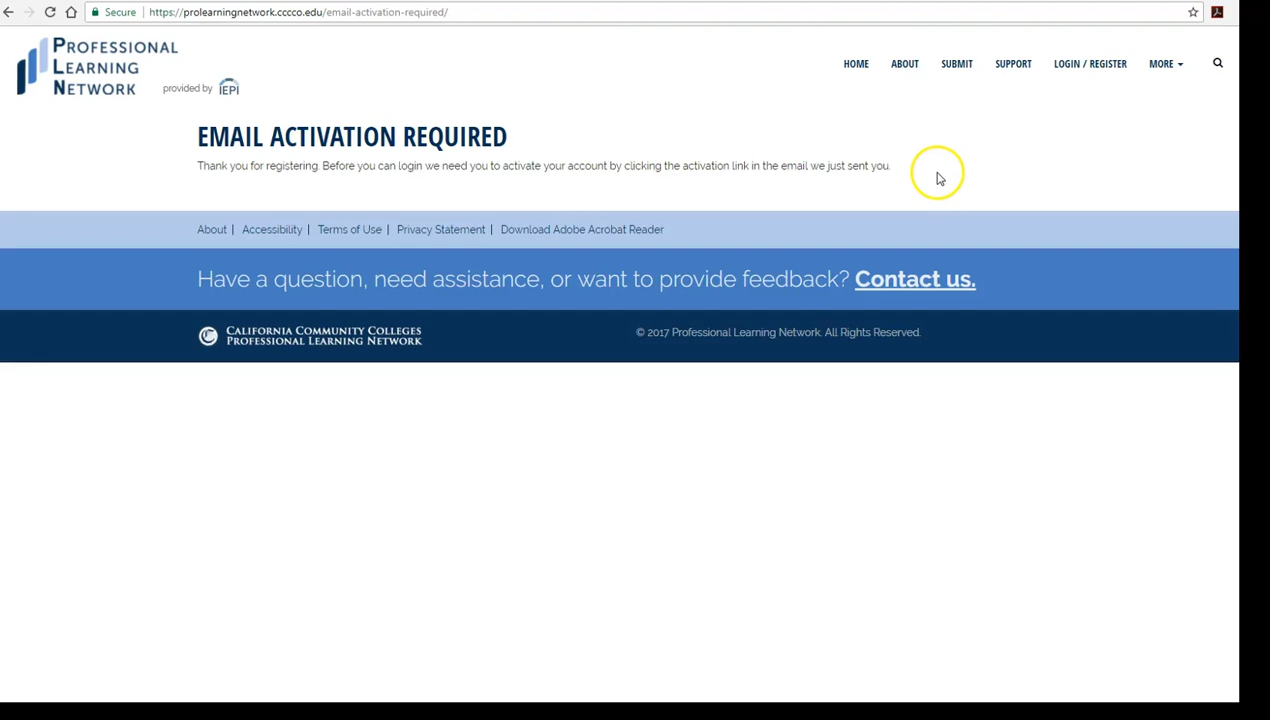 Secure https://prolearningnetwork.cccco.edu/email-activation-required/
PROFESSIONAL
LEARNING
NETWORK
provided by IEPI
HOME ABOUT SUBMIT SUPPORT LOGIN / REGISTER MORE
EMAIL ACTIVATION REQUIRED
Thank you for registering. Before you can login we need you to activate your account by clicking the activation link in the email we just sent you.
About | Accessibility | Terms of Use | Privacy Statement | Download Adobe Acrobat Reader
Have a question, need assistance, or want to provide feedback? Contact us.
CALIFORNIA COMMUNITY COLLEGES
PROFESSIONAL LEARNING NETWORK
© 2017 Professional Learning Network. All Rights Reserved.